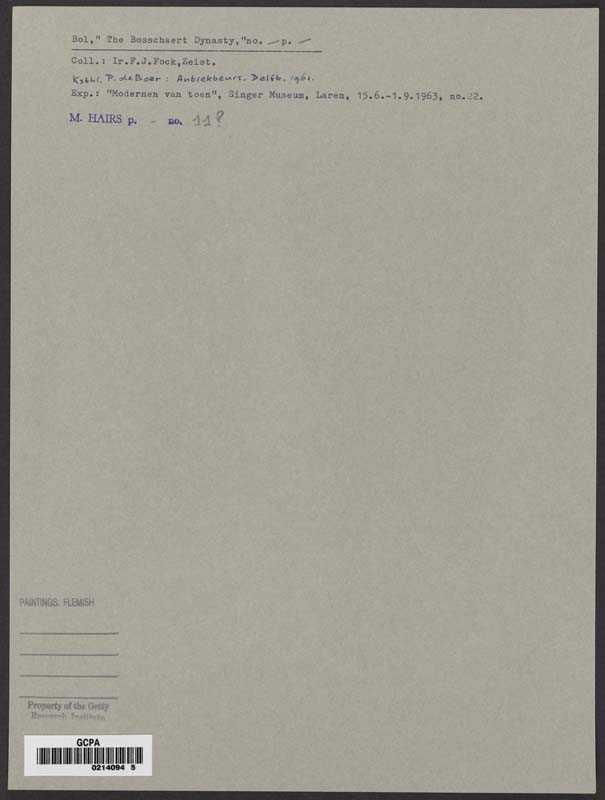 Bol," The Bosschaert Dynasty,"no. — p. —
Coll.: Ir.F.J.Fock,Zeist.
Ksthl. P. de Boer: Antiekbeurs. Delft. 1961.
Exp.: "Modernen van toen", Singer Museum, Laren, 15.6.-1.9.1963, no.22.
M. HAIRS p. - no. 11?
PAINTINGS: FLEMISH
Property of the Getty
Research Institute
GCPA
0214094 5